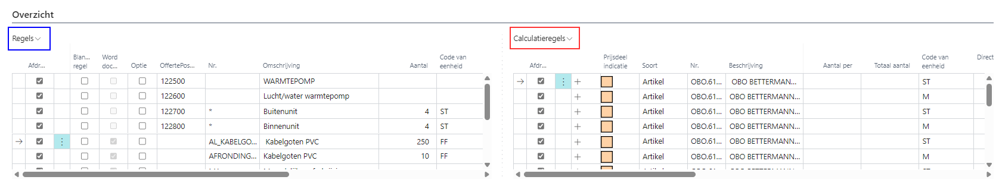 Overzicht
Regels
Afdr... Blan... regel Word doc... Optie OffertePos... Nr. Omschrijving Aantal Code van eenheid
122500 WARMTEPOMP
122600 Lucht/water warmtepomp
122700 * Buitenunit 4 ST
122800 * Binnenunit 4 ST
AL_KABELGO... Kabelgoten PVC 250 FF
AFRONDING... Kabelgoten PVC 10 FF
Calculatieregels
Afdr... Prijsdeel indicatie Soort Nr. Beschrijving Aantal per Totaal aantal Code van eenheid Direct
Artikel OBO.61... OBO BETTERMANN... ST
Artikel OBO.61... OBO BETTERMANN... M
Artikel OBO.61... OBO BETTERMANN... ST
Artikel OBO.61... OBO BETTERMANN... M
Artikel OBO.61... OBO BETTERMANN... ST
Artikel OBO.61... OBO BETTERMANN... M